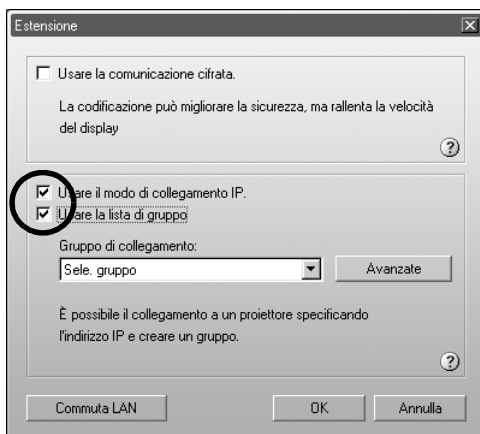 Estensione
Usare la comunicazione cifrata.
La codificazione può migliorare la sicurezza, ma rallenta la velocità
del display
?
Usare il modo di collegamento IP.
Usare la lista di gruppo
Gruppo di collegamento:
Sele. gruppo
Avanzate
È possibile il collegamento a un proiettore specificando
l'indirizzo IP e creare un gruppo.
?
Commuta LAN
OK
Annulla